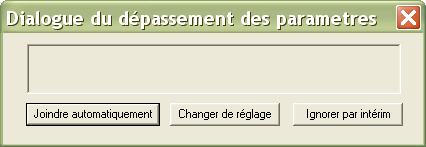 Dialogue du dépassement des parametres
Joindre automatiquement
Changer de réglage
Ignorer par intérim